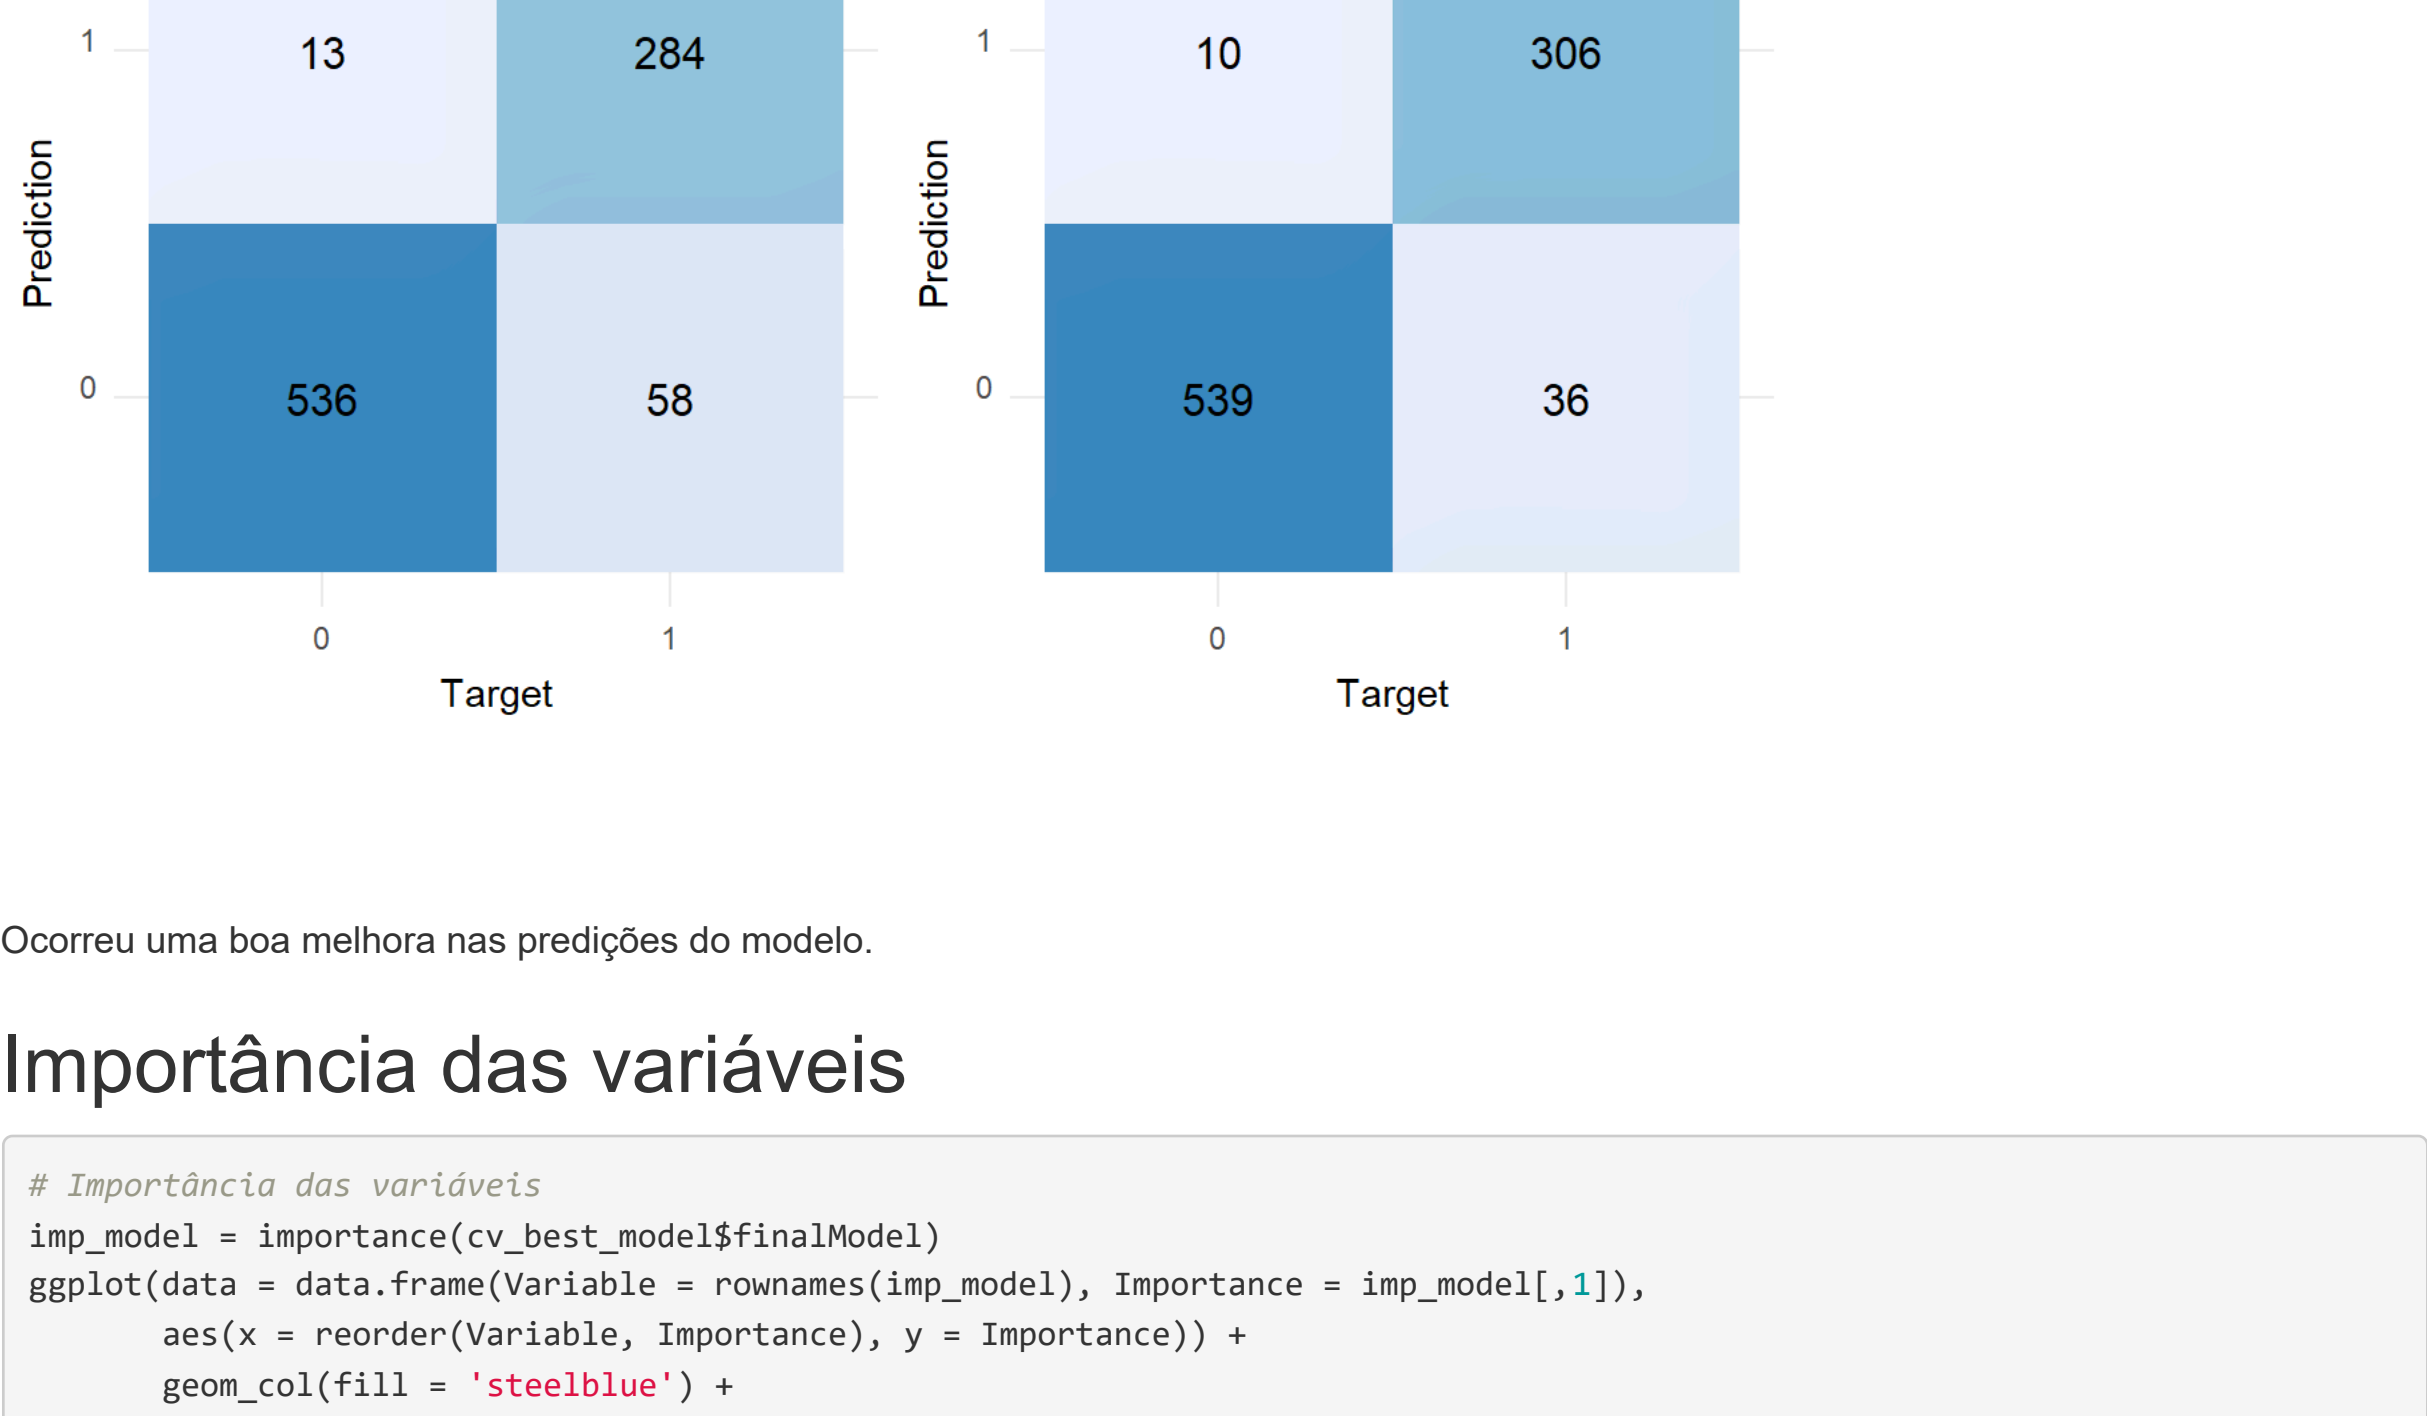 1 13 284 1 10 306
Prediction Prediction
0 536 58 0 539 36
0 1 0 1
Target Target
Ocorreu uma boa melhora nas predições do modelo.
Importância das variáveis
# Importância das variáveis
imp_model = importance(cv_best_model$finalModel)
ggplot(data = data.frame(Variable = rownames(imp_model), Importance = imp_model[,1]),
       aes(x = reorder(Variable, Importance), y = Importance)) +
       geom_col(fill = 'steelblue') +